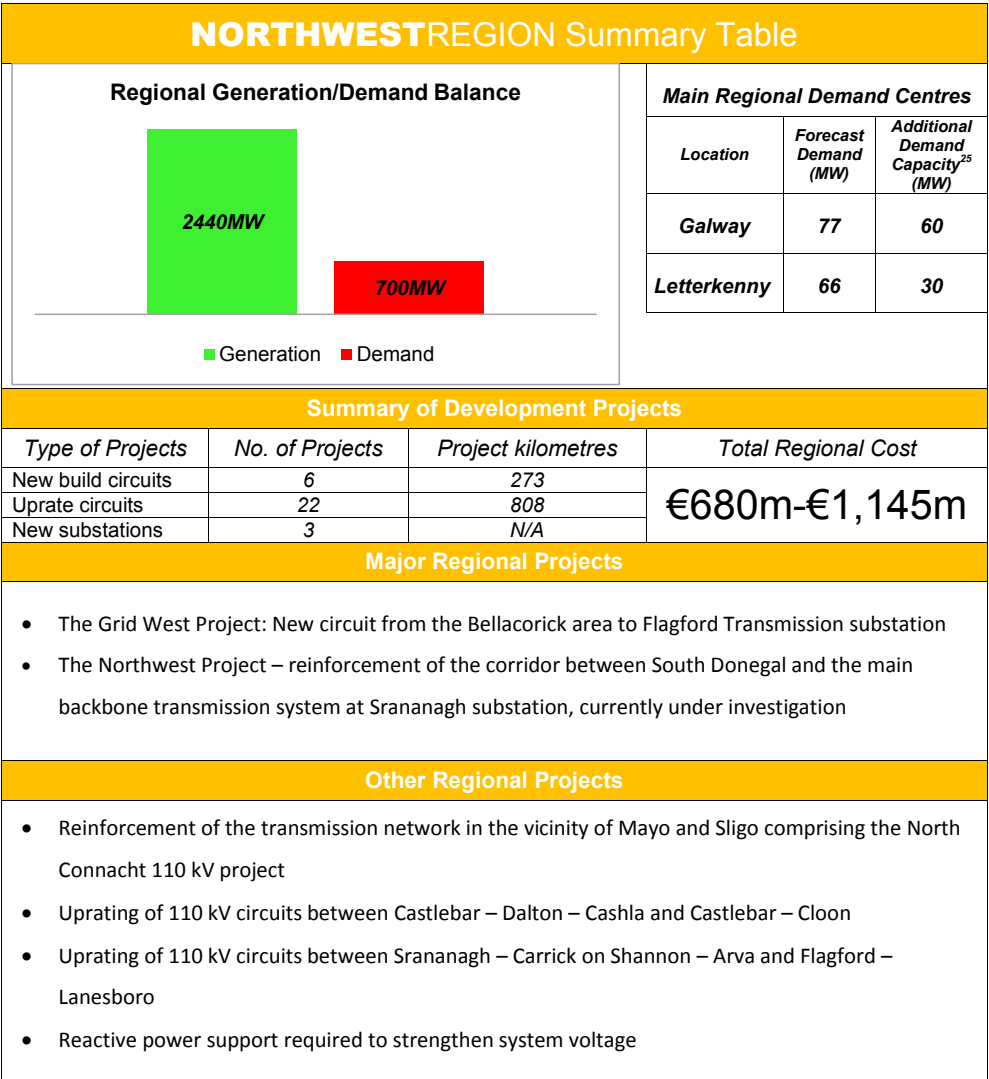 NORTHWESTREGION Summary Table
Regional Generation/Demand Balance
2440MW
700MW
Generation Demand
Main Regional Demand Centres
Location Forecast Demand (MW) Additional Demand Capacity25 (MW)
Galway 77 60
Letterkenny 66 30
Summary of Development Projects
Type of Projects No. of Projects Project kilometres Total Regional Cost
New build circuits 6 273
Uprate circuits 22 808
New substations 3 N/A
€680m-€1,145m
Major Regional Projects
• The Grid West Project: New circuit from the Bellacorick area to Flagford Transmission substation
• The Northwest Project – reinforcement of the corridor between South Donegal and the main
backbone transmission system at Srananagh substation, currently under investigation
Other Regional Projects
• Reinforcement of the transmission network in the vicinity of Mayo and Sligo comprising the North
Connacht 110 kV project
• Uprating of 110 kV circuits between Castlebar – Dalton – Cashla and Castlebar – Cloon
• Uprating of 110 kV circuits between Srananagh – Carrick on Shannon – Arva and Flagford –
Lanesboro
• Reactive power support required to strengthen system voltage